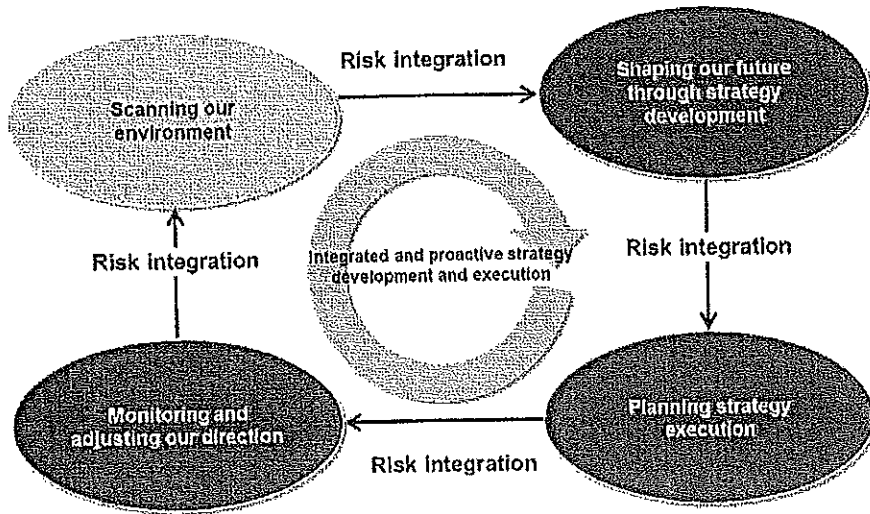 Risk integration
Scanning our
environment
Shaping our future
through strategy
development
Risk integration
Risk integration
Integrated and proactive strategy
development and execution
Monitoring and
adjusting our direction
Planning strategy
execution
Risk integration